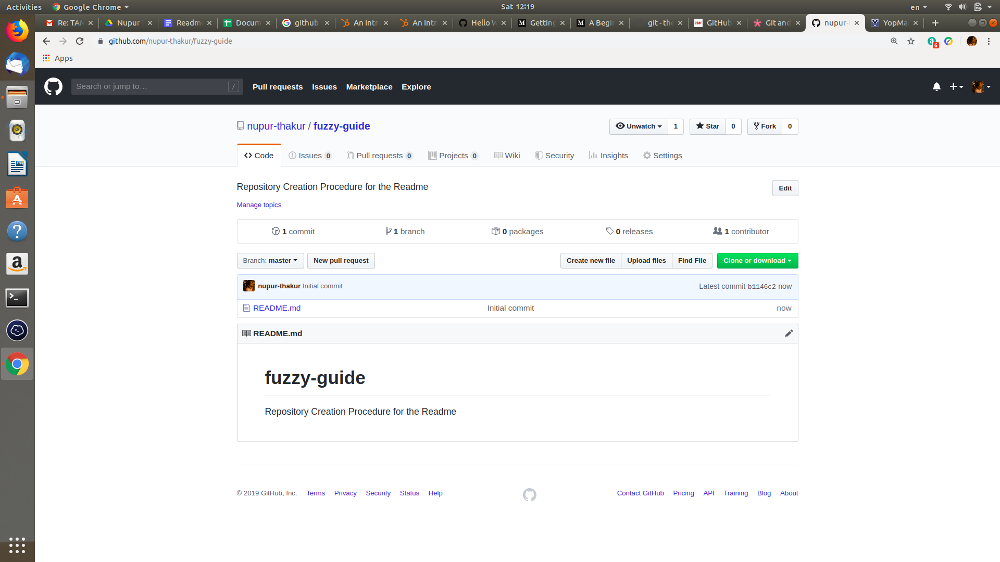 Activities Google Chrome Sat 12:19 en
Re: TAM Nupur Readm Docum github An Intr An Intr Hello W Getting A Begi git - the GitHub Git and nupur- YopMa
github.com/nupur-thakur/fuzzy-guide 6
Apps
Search or jump to… / Pull requests Issues Marketplace Explore
nupur-thakur / fuzzy-guide Unwatch 1 Star 0 Fork 0
Code Issues 0 Pull requests 0 Projects 0 Wiki Security Insights Settings
Repository Creation Procedure for the Readme Edit
Manage topics
1 commit 1 branch 0 packages 0 releases 1 contributor
Branch: master New pull request Create new file Upload files Find File Clone or download
nupur-thakur Initial commit Latest commit b1146c2 now
README.md Initial commit now
README.md
fuzzy-guide
Repository Creation Procedure for the Readme
© 2019 GitHub, Inc. Terms Privacy Security Status Help Contact GitHub Pricing API Training Blog About